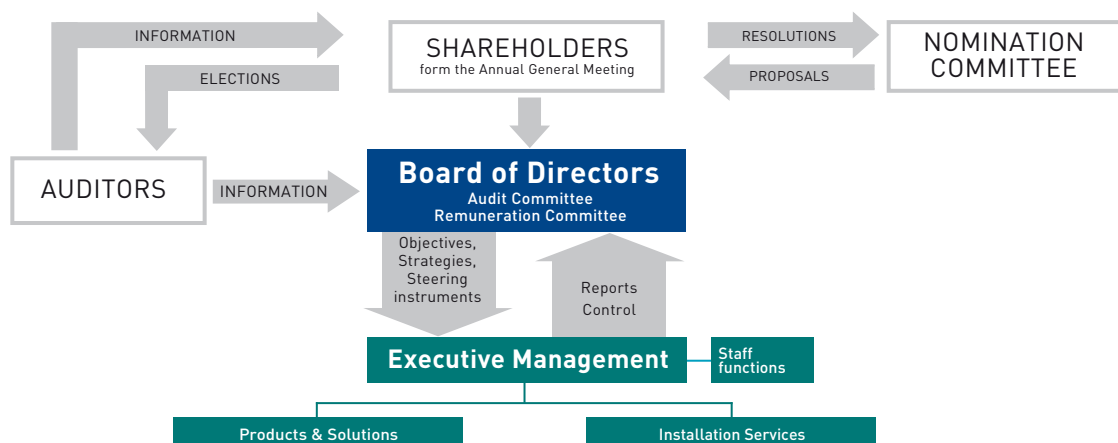 INFORMATION
SHAREHOLDERS
form the Annual General Meeting
RESOLUTIONS
NOMINATION
COMMITTEE
ELECTIONS
PROPOSALS
AUDITORS
INFORMATION
Board of Directors
Audit Committee
Remuneration Committee
Objectives,
Strategies,
Steering
instruments
Reports
Control
Executive Management
Staff
functions
Products & Solutions
Installation Services